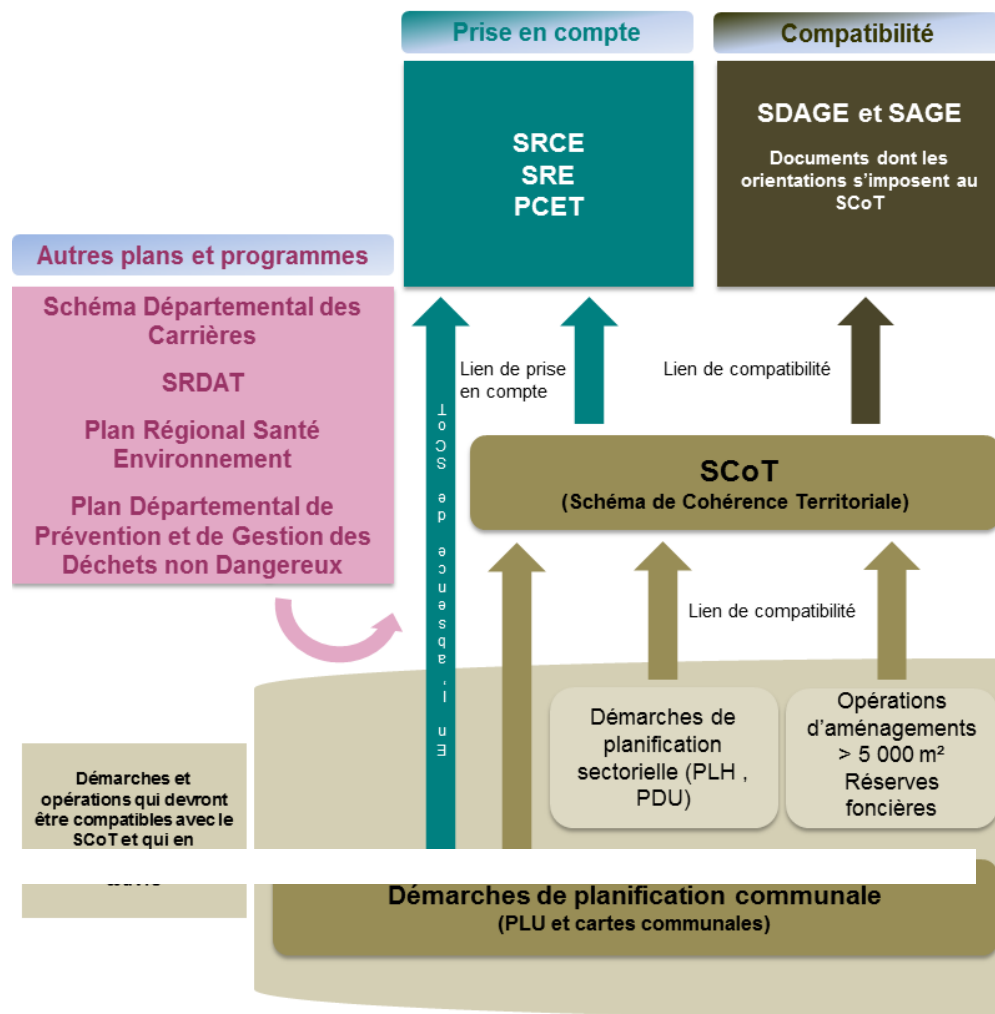 Prise en compte
SRCE
SRE
PCET
Compatibilité
SDAGE et SAGE
Documents dont les
orientations s'imposent au
SCoT
Autres plans et programmes
Schéma Départemental des
Carrières
SRDAT
Plan Régional Santé
Environnement
Plan Départemental de
Prévention et de Gestion des
Déchets non Dangereux
En l'absence de SCoT
Lien de prise
en compte
Lien de compatibilité
SCoT
(Schéma de Cohérence Territoriale)
Lien de compatibilité
Démarches de
planification
sectorielle (PLH ,
PDU)
Opérations
d'aménagements
> 5 000 m²
Réserves
foncières
Démarches et
opérations qui devront
être compatibles avec le
SCoT et qui en
Démarches de planification communale
(PLU et cartes communales)